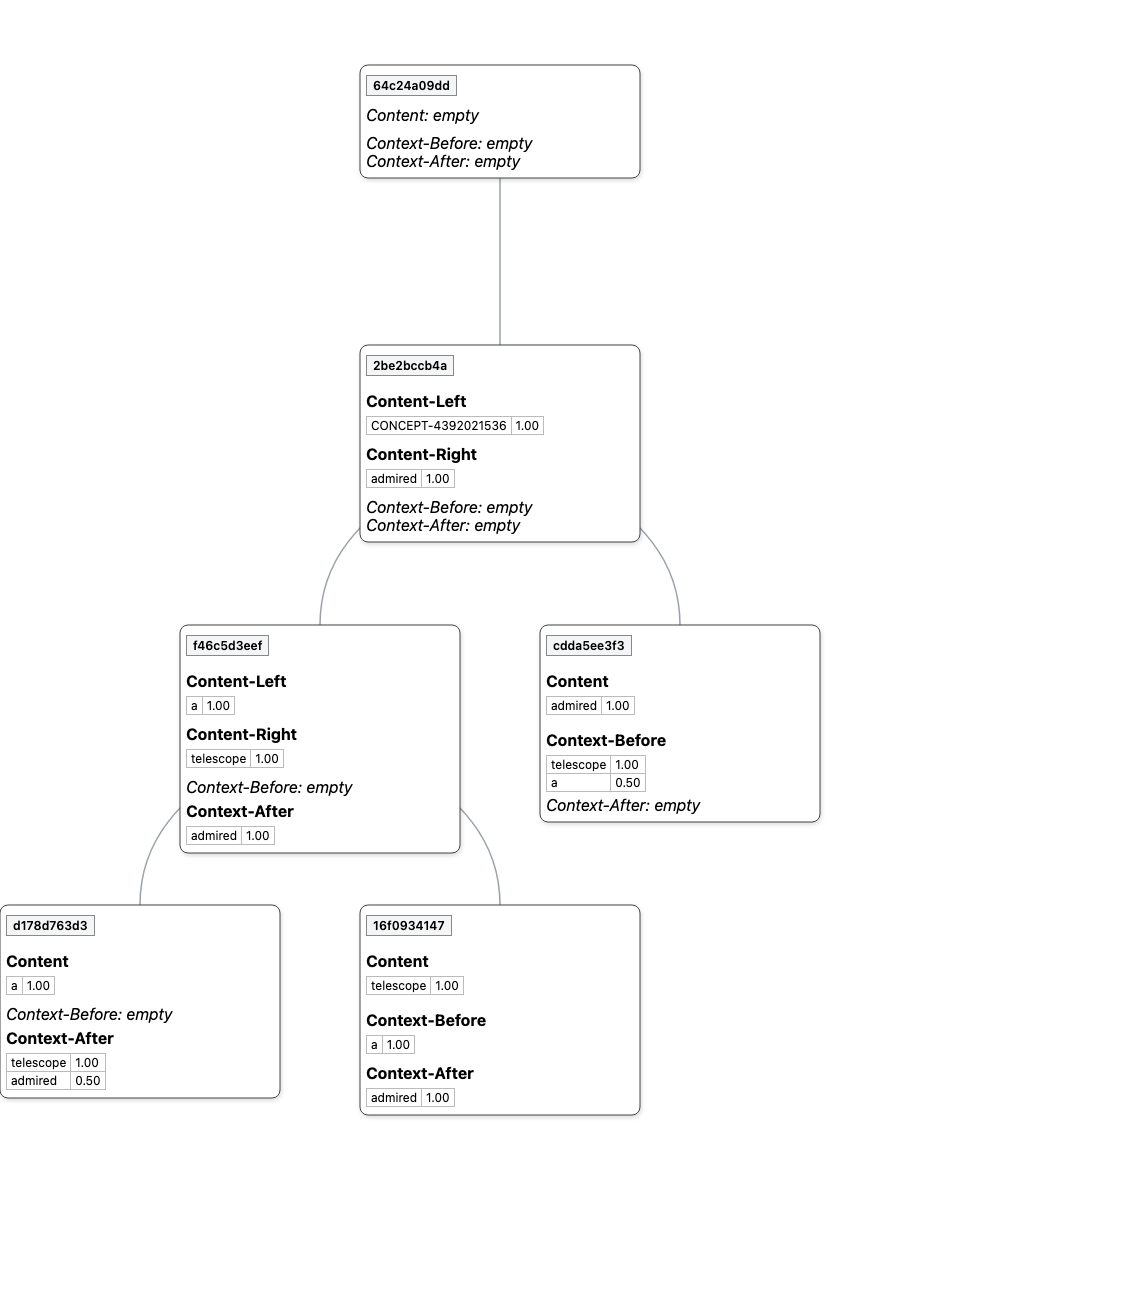 64c24a09dd
Content: empty
Context-Before: empty
Context-After: empty
2be2bccb4a
Content-Left
CONCEPT-4392021536 1.00
Content-Right
admired 1.00
Context-Before: empty
Context-After: empty
f46c5d3eef
Content-Left
a 1.00
Content-Right
telescope 1.00
Context-Before: empty
Context-After
admired 1.00
cdda5ee3f3
Content
admired 1.00
Context-Before
telescope 1.00
a 0.50
Context-After: empty
d178d763d3
Content
a 1.00
Context-Before: empty
Context-After
telescope 1.00
admired 0.50
16f0934147
Content
telescope 1.00
Context-Before
a 1.00
Context-After
admired 1.00